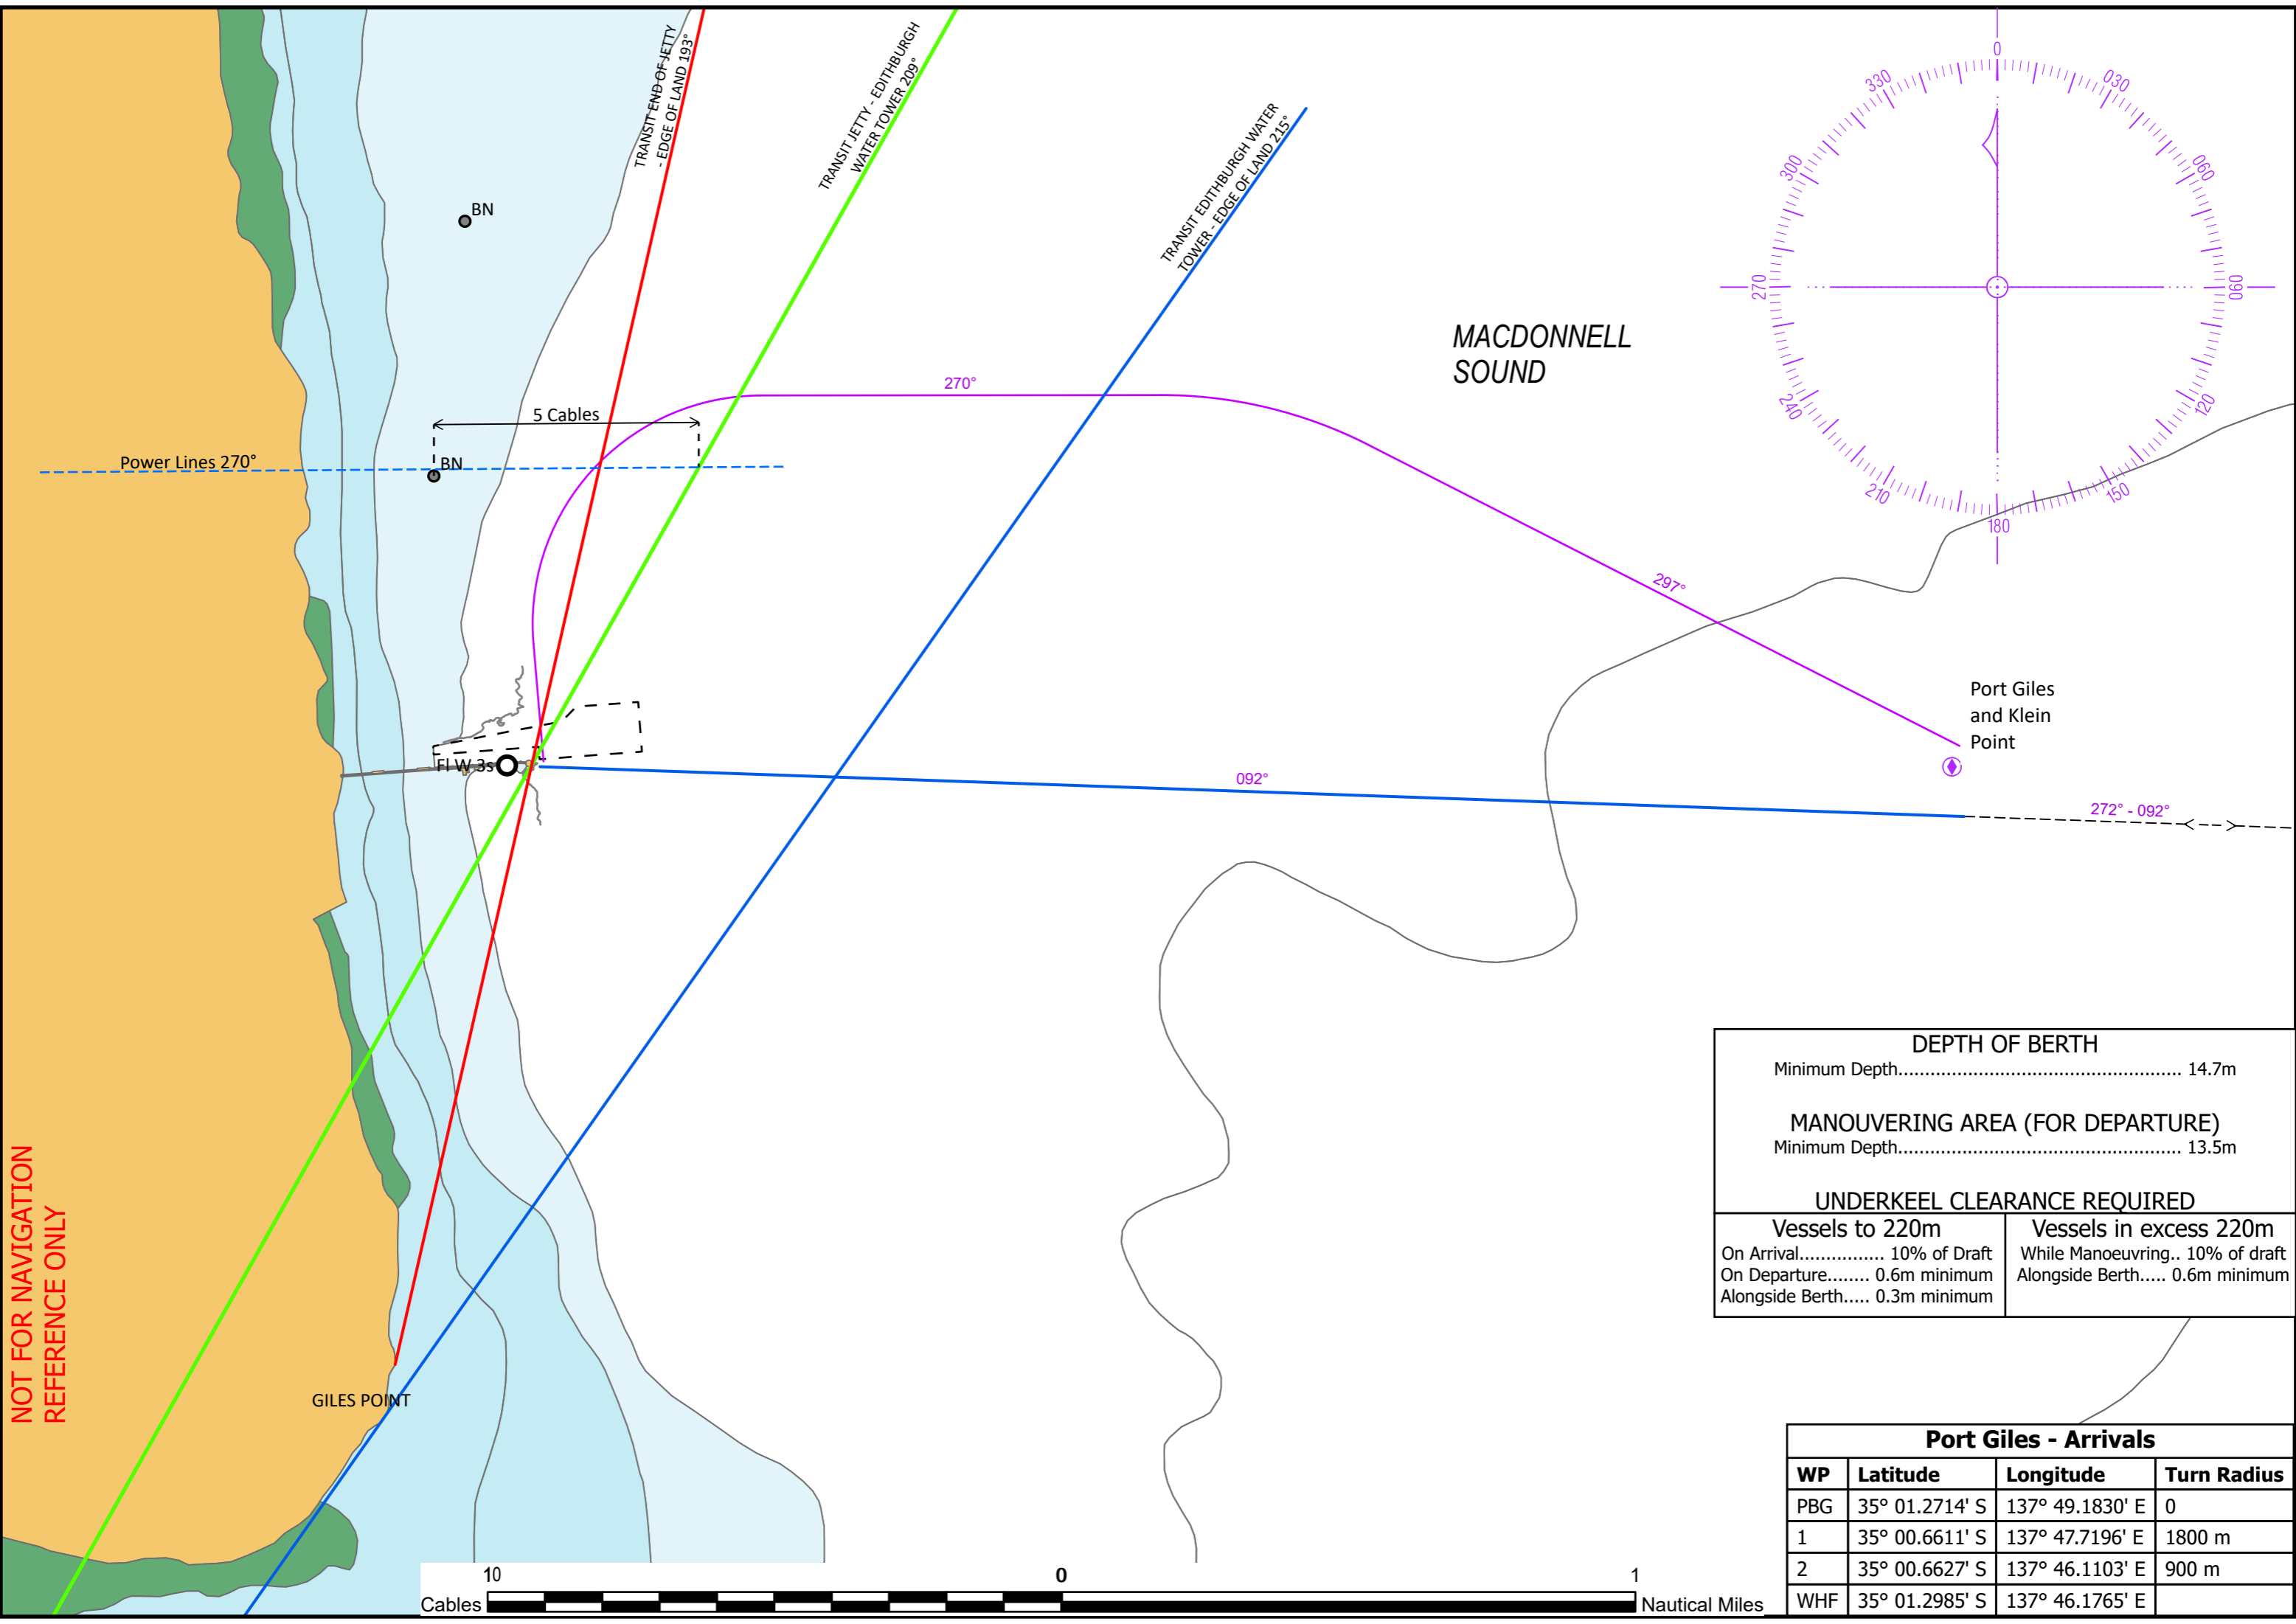 TRANSIT END OF JETTY
- EDGE OF LAND 193°
TRANSIT JETTY - EDITHBURGH
WATER TOWER 209°
TRANSIT EDITHBURGH WATER
TOWER - EDGE OF LAND 215°
0
030
060
090
120
150
180
210
240
270
300
330
BN
MACDONNELL
SOUND
270°
5 Cables
Power Lines 270°
BN
297°
Port Giles
and Klein
Point
Fl W 3s
092°
272° - 092°
DEPTH OF BERTH
Minimum Depth...................................................... 14.7m
MANOUVERING AREA (FOR DEPARTURE)
Minimum Depth...................................................... 13.5m
UNDERKEEL CLEARANCE REQUIRED
Vessels to 220m
On Arrival................ 10% of Draft
On Departure........ 0.6m minimum
Alongside Berth..... 0.3m minimum
Vessels in excess 220m
While Manoeuvring.. 10% of draft
Alongside Berth..... 0.6m minimum
NOT FOR NAVIGATION
REFERENCE ONLY
GILES POINT
Port Giles - Arrivals
WP Latitude Longitude Turn Radius
PBG 35° 01.2714' S 137° 49.1830' E 0
1 35° 00.6611' S 137° 47.7196' E 1800 m
2 35° 00.6627' S 137° 46.1103' E 900 m
WHF 35° 01.2985' S 137° 46.1765' E
10 0 1
Cables Nautical Miles